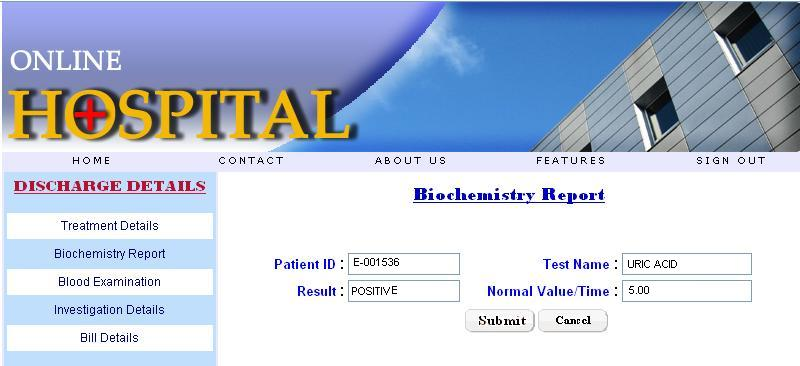 ONLINE
HOSPITAL
HOME CONTACT ABOUT US FEATURES SIGN OUT
DISCHARGE DETAILS
Treatment Details
Biochemistry Report
Blood Examination
Investigation Details
Bill Details
Biochemistry Report
Patient ID : E-001536 Test Name : URIC ACID
Result : POSITIVE Normal Value/Time : 5.00
Submit Cancel